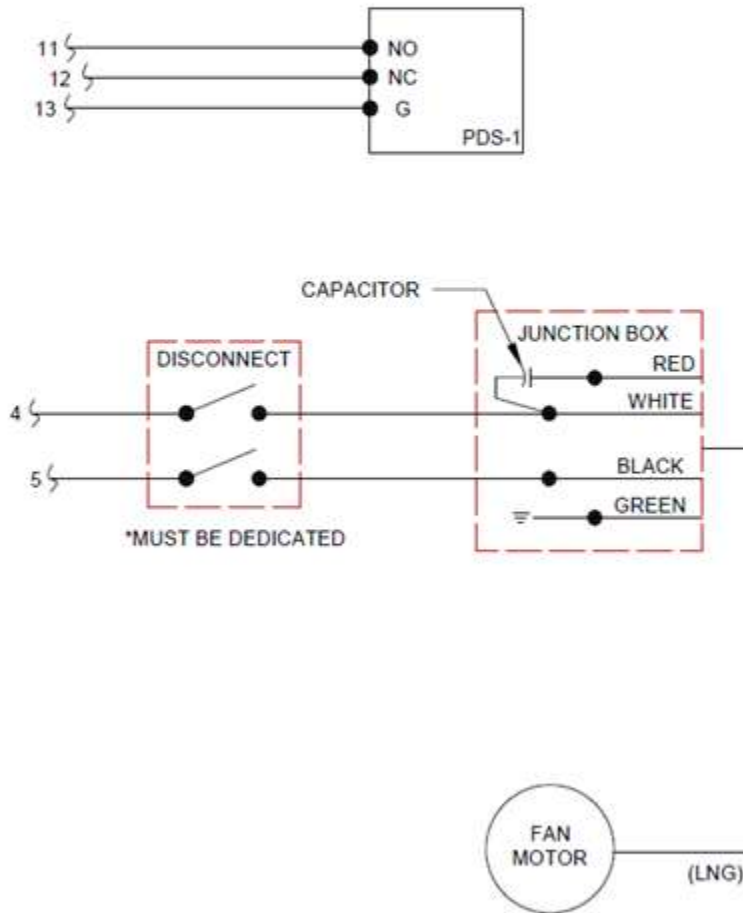 11 NO
12 NC
13 G
PDS-1
CAPACITOR
JUNCTION BOX
DISCONNECT
RED
4 WHITE
5 BLACK
GREEN
*MUST BE DEDICATED
FAN
MOTOR
(LNG)